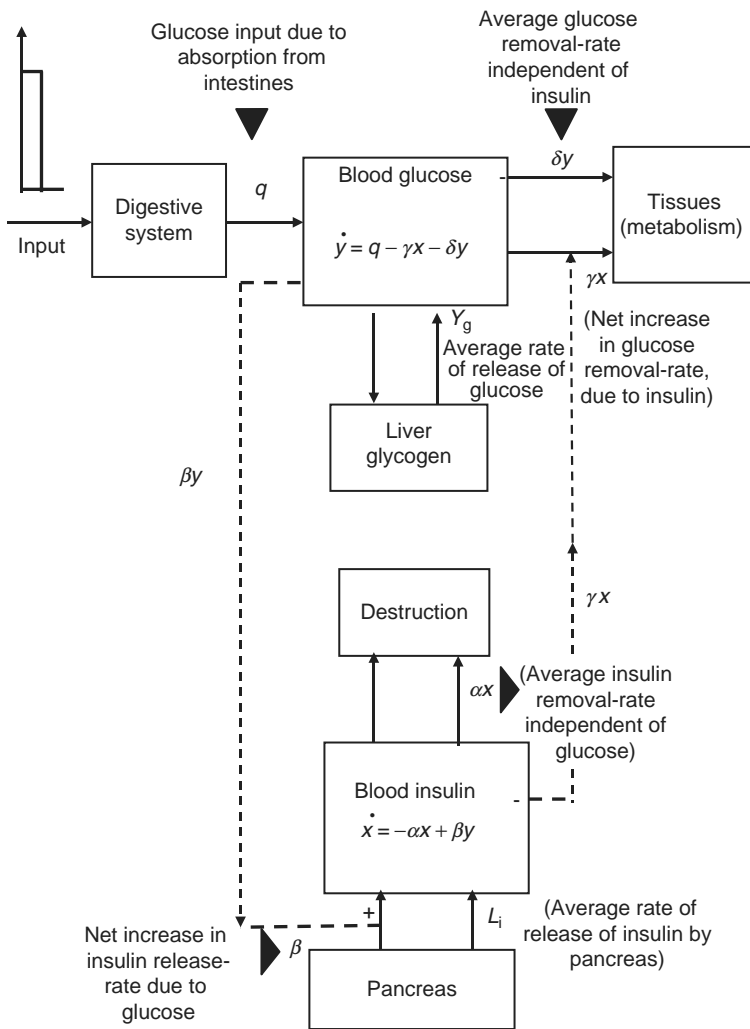 Glucose input due to
absorption from
intestines
Average glucose
removal-rate
independent of
insulin
Input
Digestive
system
q
Blood glucose
-
ẏ = q – γx – δy
δy
γx
Tissues
(metabolism)
(Net increase
in glucose
removal-rate,
due to insulin)
Yg
Average rate
of release of
glucose
Liver
glycogen
βy
Destruction
γx
αx
(Average insulin
removal-rate
independent of
glucose)
Blood insulin
-
ẋ = –αx + βy
+
Li
(Average rate of
release of insulin by
pancreas)
Net increase in
insulin release-
rate due to
glucose
β
Pancreas